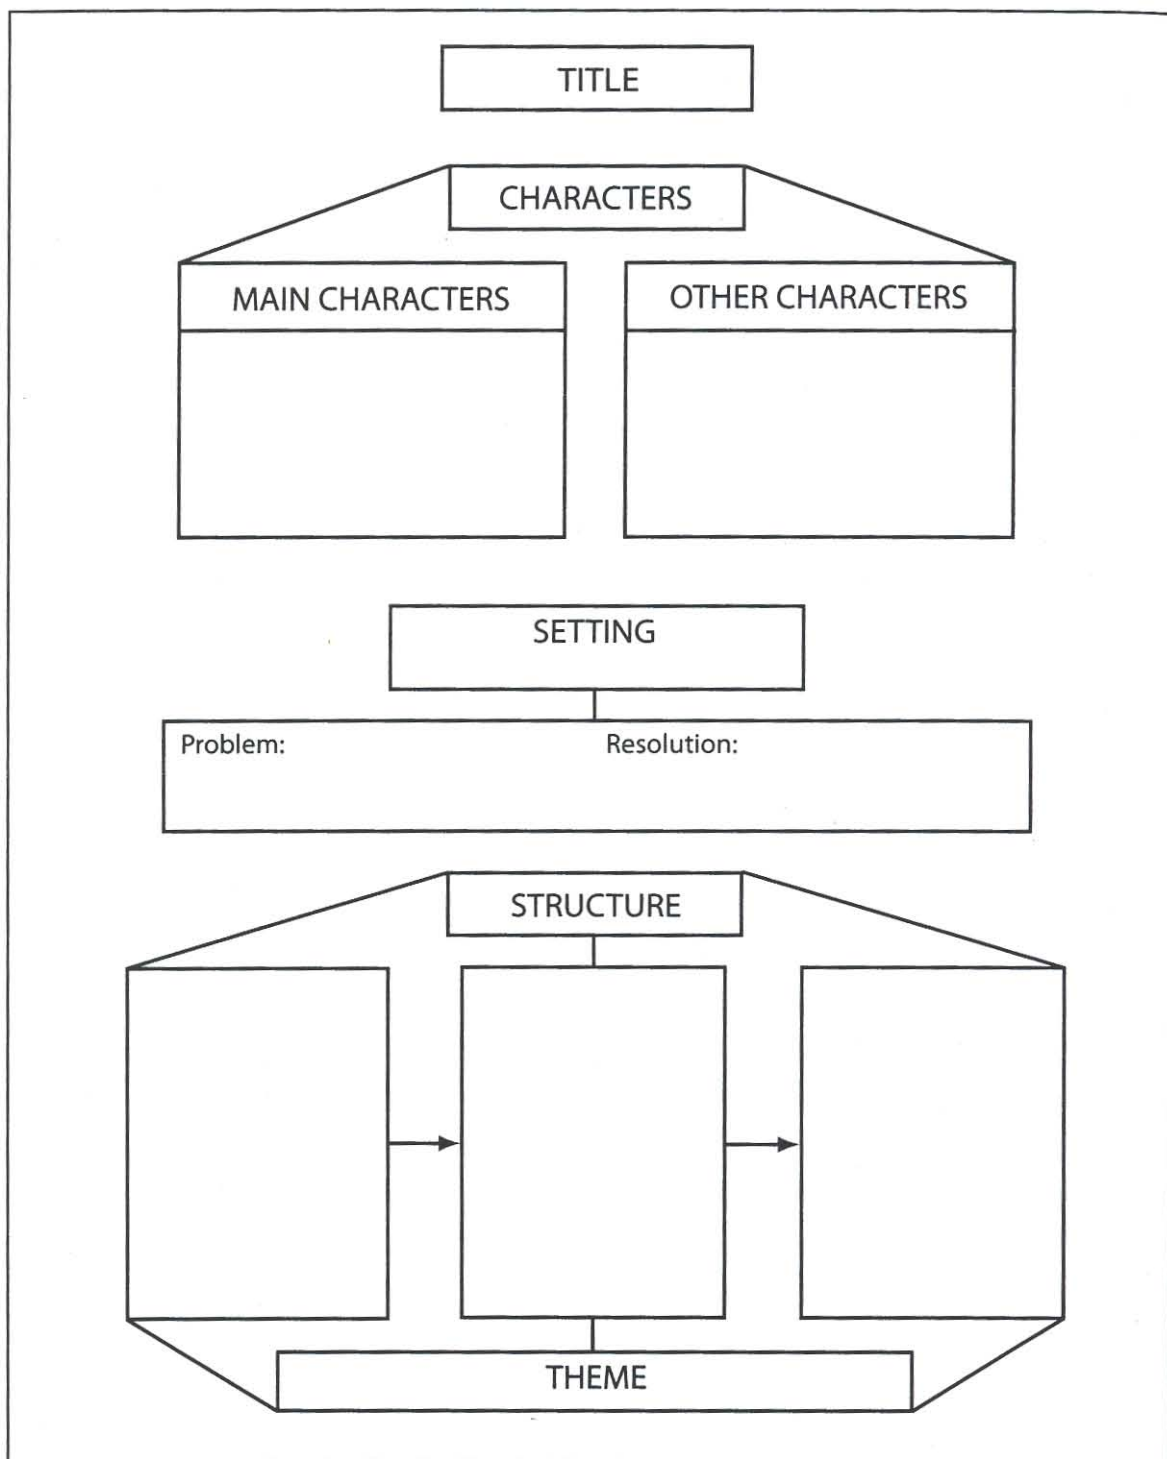 TITLE
CHARACTERS
MAIN CHARACTERS
OTHER CHARACTERS
SETTING
Problem:
Resolution:
STRUCTURE
THEME